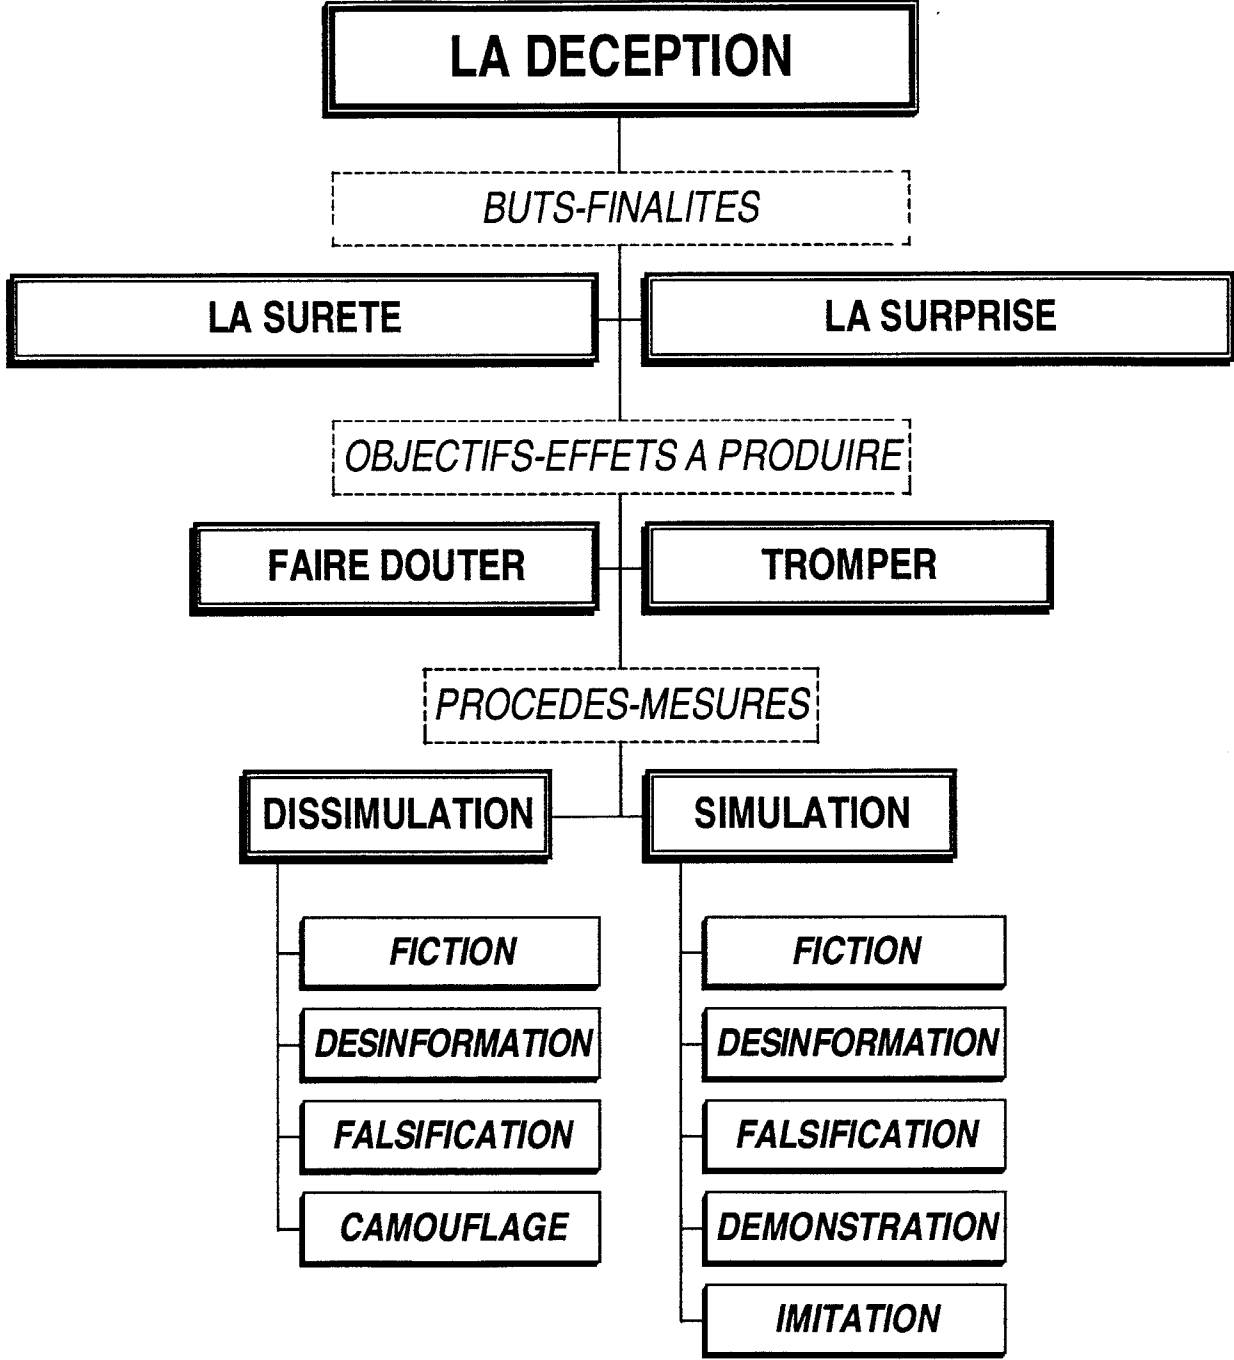 LA DECEPTION
BUTS-FINALITES
LA SURETE
LA SURPRISE
OBJECTIFS-EFFETS A PRODUIRE
FAIRE DOUTER
TROMPER
PROCEDES-MESURES
DISSIMULATION
SIMULATION
FICTION
DESINFORMATION
FALSIFICATION
CAMOUFLAGE
FICTION
DESINFORMATION
FALSIFICATION
DEMONSTRATION
IMITATION